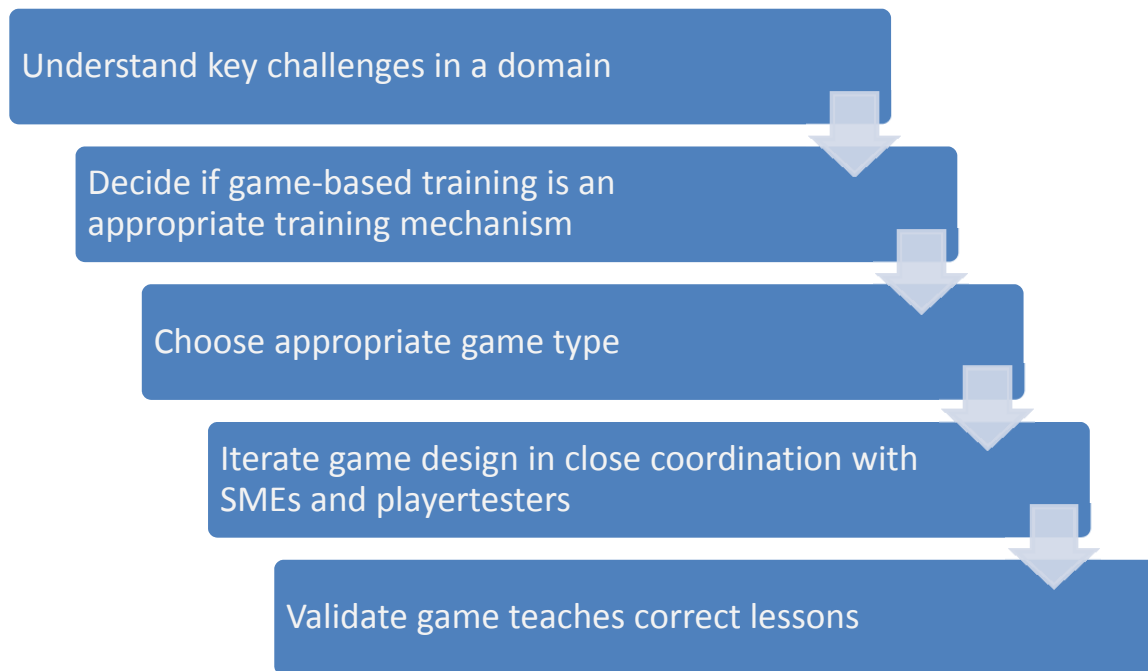 Understand key challenges in a domain
Decide if game-based training is an
appropriate training mechanism
Choose appropriate game type
Iterate game design in close coordination with
SMEs and playertesters
Validate game teaches correct lessons